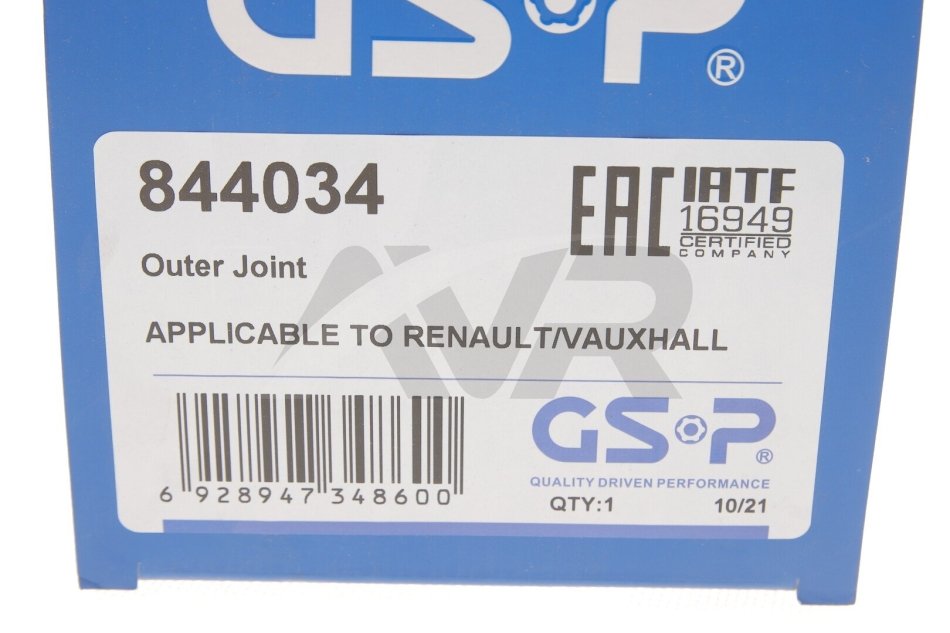 GSP®
844034
EAC
IATF
16949
CERTIFIED
COMPANY
Outer Joint
IVR
APPLICABLE TO RENAULT/VAUXHALL
6 928947 348600
GSP®
QUALITY DRIVEN PERFORMANCE
QTY:1 10/21